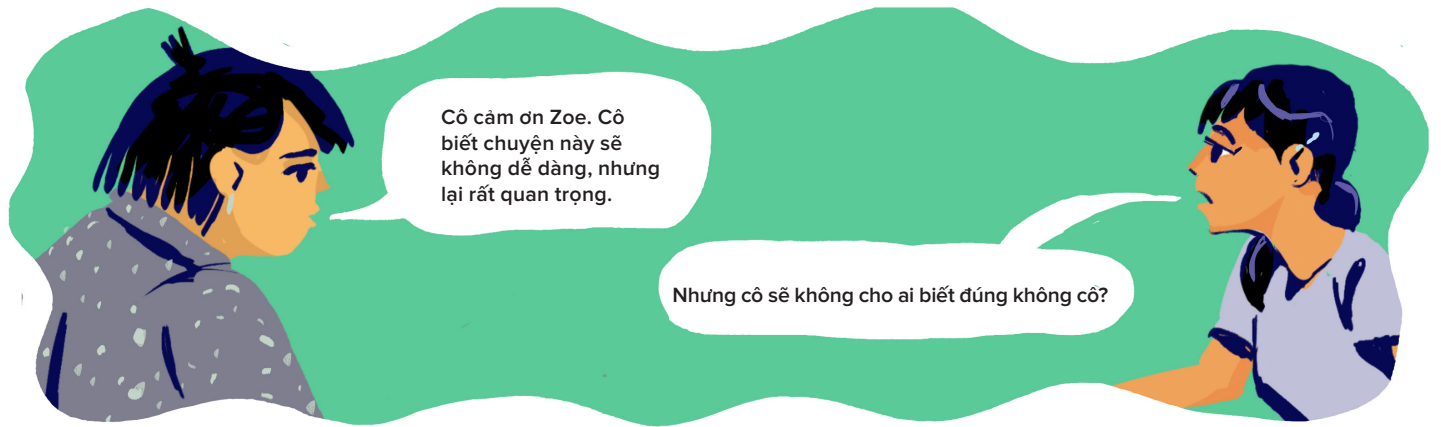 Cô cảm ơn Zoe. Cô
biết chuyện này sẽ
không dễ dàng, nhưng
lại rất quan trọng.
Nhưng cô sẽ không cho ai biết đúng không cô?